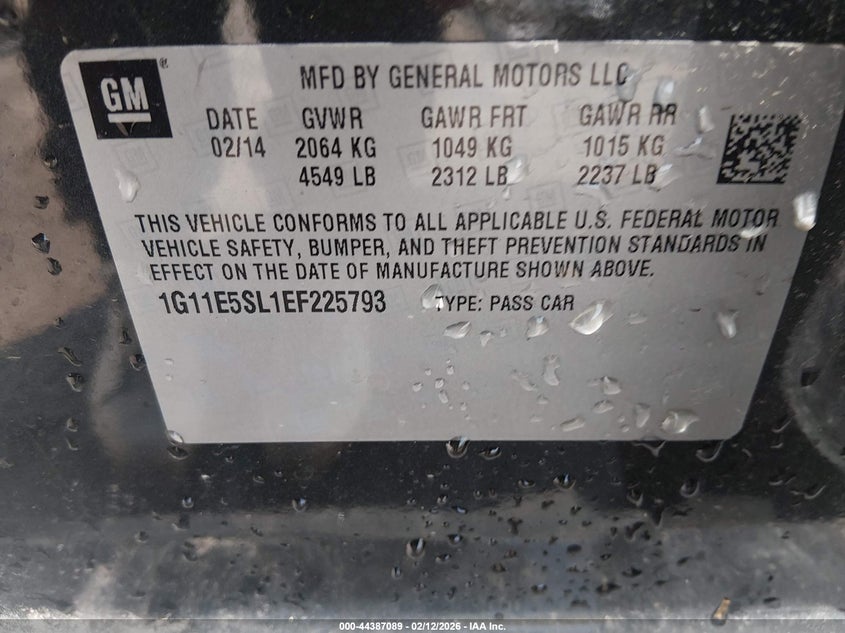 GM
MFD BY GENERAL MOTORS LLC
DATE GVWR GAWR FRT GAWR RR
02/14 2064 KG 1049 KG 1015 KG
4549 LB 2312 LB 2237 LB
THIS VEHICLE CONFORMS TO ALL APPLICABLE U.S. FEDERAL MOTOR
VEHICLE SAFETY, BUMPER, AND THEFT PREVENTION STANDARDS IN
EFFECT ON THE DATE OF MANUFACTURE SHOWN ABOVE.
1G11E5SL1EF225793 TYPE: PASS CAR
000-44387089 - 02/12/2026 - IAA Inc.